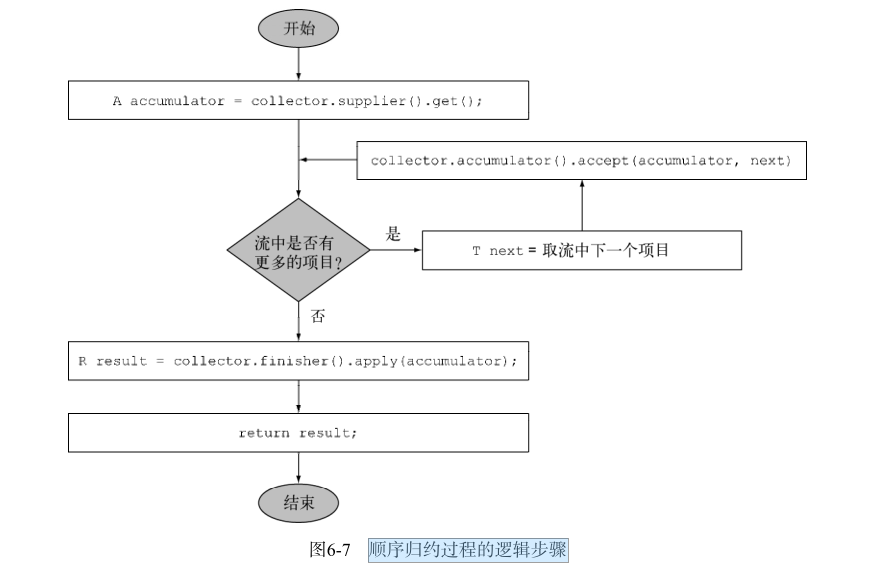 开始
A accumulator = collector.supplier().get();
collector.accumulator().accept(accumulator, next)
流中是否有
更多的项目?
是
T next = 取流中下一个项目
否
R result = collector.finisher().apply(accumulator);
return result;
结束
图6-7 顺序归约过程的逻辑步骤